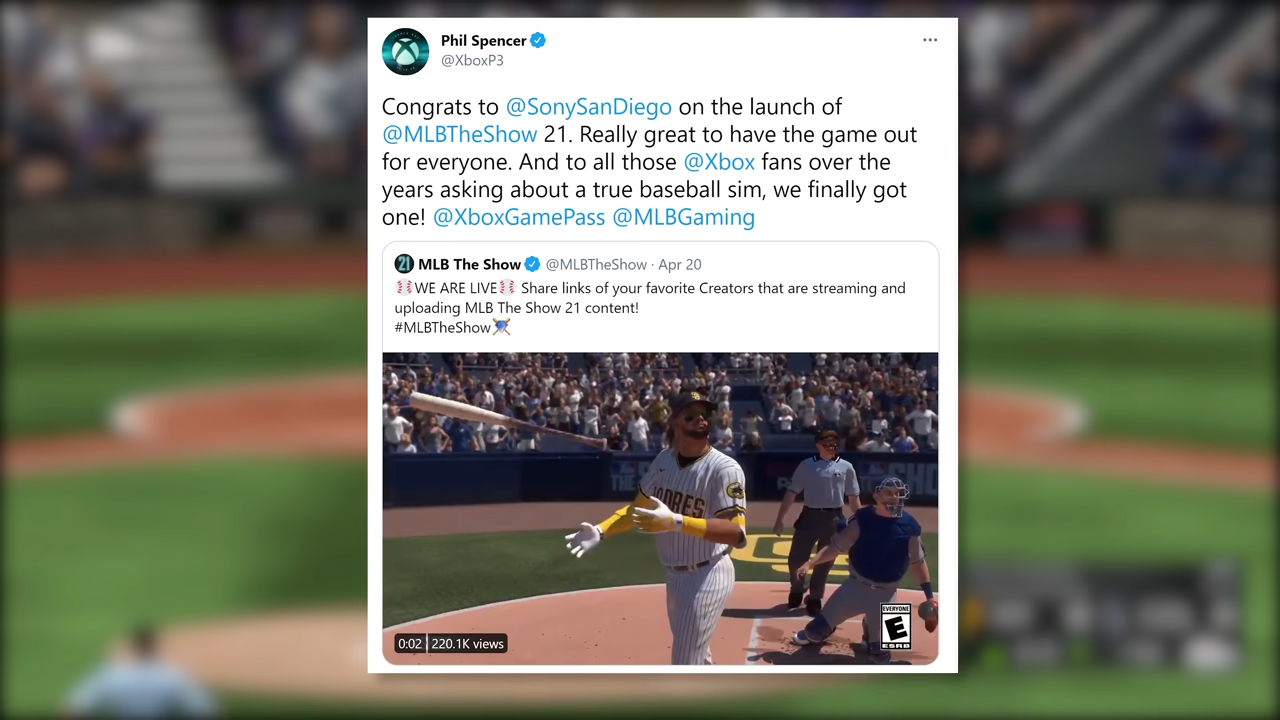 Phil Spencer
@XboxP3
Congrats to @SonySanDiego on the launch of
@MLBTheShow 21. Really great to have the game out
for everyone. And to all those @Xbox fans over the
years asking about a true baseball sim, we finally got
one! @XboxGamePass @MLBGaming
21 MLB The Show @MLBTheShow · Apr 20
⚾WE ARE LIVE⚾ Share links of your favorite Creators that are streaming and
uploading MLB The Show 21 content!
#MLBTheShow
PADRES
EVERYONE
E
ESRB
0:02 | 220.1K views